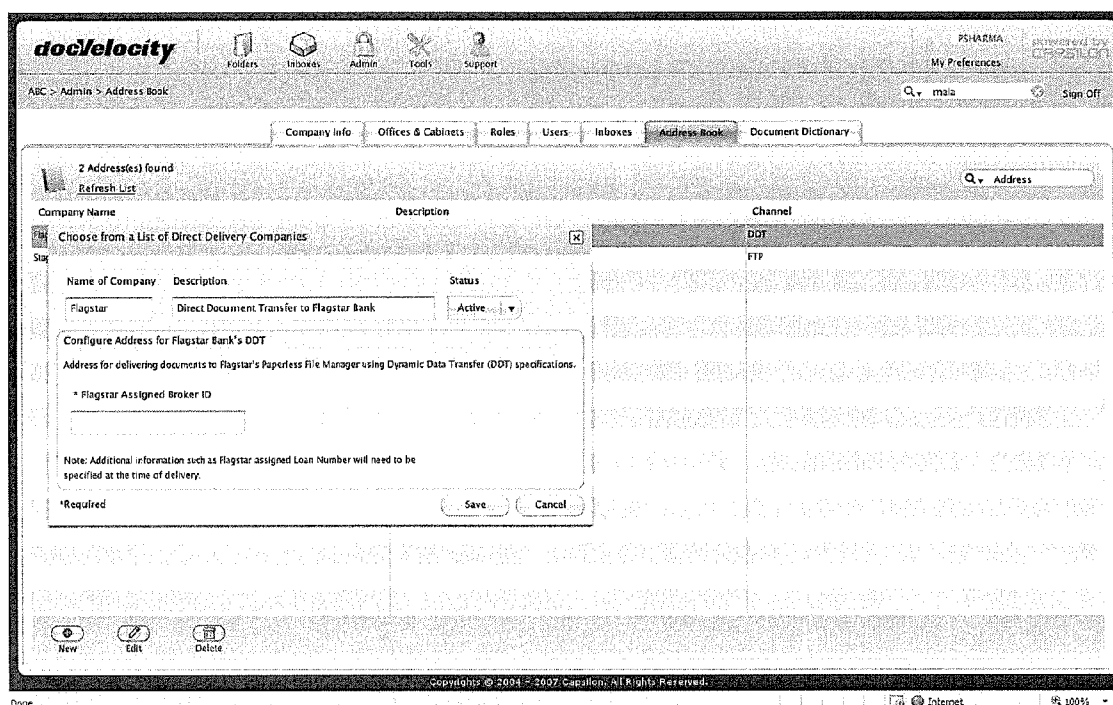 docVelocity
Folders
Inboxes
Admin
Tools
Support
PSHARMA
My Preferences
powered by
CAPSILON
ABC > Admin > Address Book
mala
Sign Off
Company Info
Offices & Cabinets
Roles
Users
Inboxes
Address Book
Document Dictionary
2 Address(es) found
Refresh List
Address
Company Name
Description
Channel
DDT
FTP
Choose from a List of Direct Delivery Companies
Name of Company
Description
Status
Flagstar
Direct Document Transfer to Flagstar Bank
Active
Configure Address for Flagstar Bank's DDT
Address for delivering documents to Flagstar's Paperless File Manager using Dynamic Data Transfer (DDT) specifications.
* Flagstar Assigned Broker ID
Note: Additional information such as Flagstar assigned Loan Number will need to be
specified at the time of delivery.
*Required
Save
Cancel
New
Edit
Delete
Copyrights @ 2004 - 2007 Capsilon. All Rights Reserved.
Done
Internet
100%